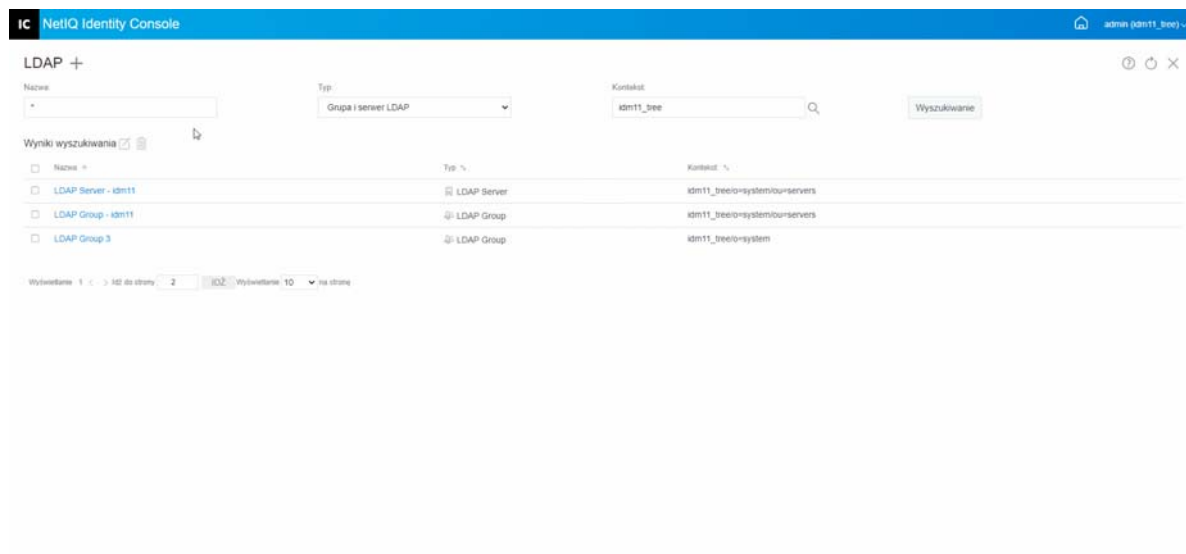 IC NetIQ Identity Console admin (idm11_tree)
LDAP +
Nazwa: Typ: Kontekst:
* Grupa i serwer LDAP idm11_tree Wyszukiwanie
Wyniki wyszukiwania
Nazwa Typ Kontekst
LDAP Server - idm11 LDAP Server idm11_tree/o=system/ou=servers
LDAP Group - idm11 LDAP Group idm11_tree/o=system/ou=servers
LDAP Group 3 LDAP Group idm11_tree/o=system
Wyświetlanie 1 < > Idź do strony 2 IDŹ Wyświetlanie 10 na stronę